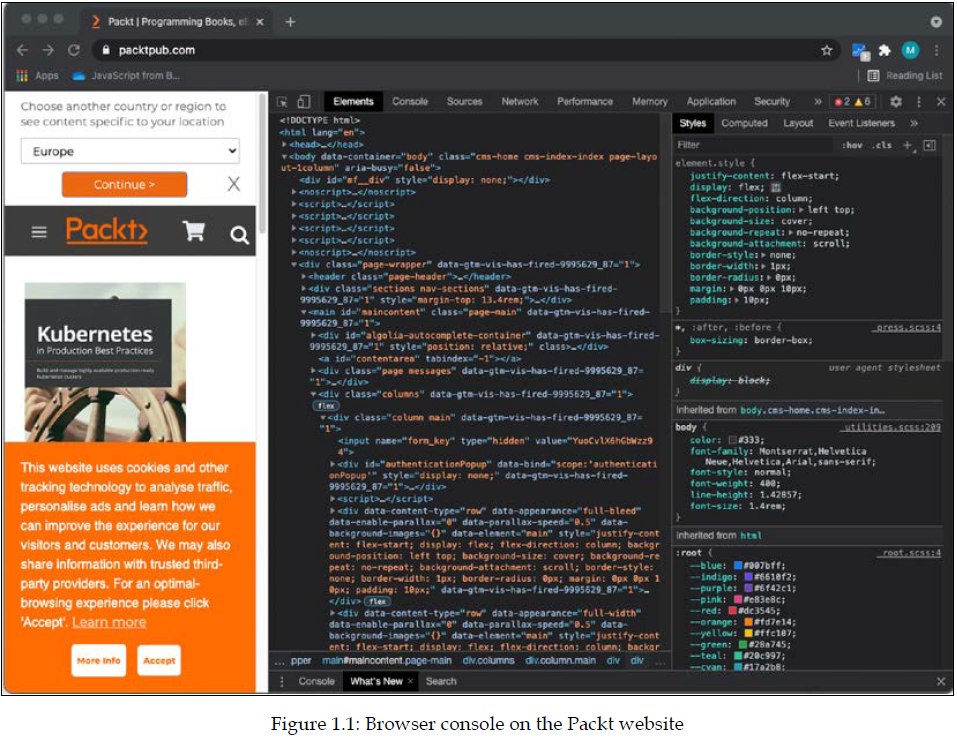 Packt | Programming Books, eB
packtpub.com
M
Apps
JavaScript from B...
Reading List
Choose another country or region to
see content specific to your location
Europe
Continue >
X
Packt>
Kubernetes
in Production Best Practices
Build and manage highly available production-ready
Kubernetes clusters
This website uses cookies and other
tracking technology to analyse traffic,
personalise ads and learn how we
can improve the experience for our
visitors and customers. We may also
share information with trusted third-
party providers. For an optimal-
browsing experience please click
'Accept'. Learn more
More Info
Accept
Elements Console Sources Network Performance Memory Application Security » 2 6
<!DOCTYPE html>
<html lang="en">
<head>…</head>
<body data-container="body" class="cms-home cms-index-index page-layo
ut-1column" aria-busy="false">
<div id="mf__div" style="display: none;"></div>
<noscript>…</noscript>
<script>…</script>
<script>…</script>
<script>…</script>
<script>…</script>
<noscript>…</noscript>
<div class="page-wrapper" data-gtm-vis-has-fired-9995629_87="1">
<header class="page-header">…</header>
<div class="sections nav-sections" data-gtm-vis-has-fired-
9995629_87="1" style="margin-top: 13.4rem;">…</div>
<main id="maincontent" class="page-main" data-gtm-vis-has-fired-
9995629_87="1">
<div id="algolia-autocomplete-container" data-gtm-vis-has-fired-
9995629_87="1" style="position: relative;" class>…</div>
<a id="contentarea" tabindex="-1"></a>
<div class="page messages" data-gtm-vis-has-fired-9995629_87=
"1">…</div>
<div class="columns" data-gtm-vis-has-fired-9995629_87="1">
flex
<div class="column main" data-gtm-vis-has-fired-9995629_87=
"1">
<input name="form_key" type="hidden" value="YuoCvlX6hGbWzz9
4">
<div id="authenticationPopup" data-bind="scope:'authenticati
onPopup'" style="display: none;" data-gtm-vis-has-fired-
9995629_87="1">…</div>
<script>…</script>
<div data-content-type="row" data-appearance="full-bleed"
data-enable-parallax="0" data-parallax-speed="0.5" data-
background-images="{}" data-element="main" style="justify-cont
ent: flex-start; display: flex; flex-direction: column; backgr
ound-position: left top; background-size: cover; background-re
peat: no-repeat; background-attachment: scroll; border-style:
none; border-width: 1px; border-radius: 0px; margin: 0px 0px 1
0px; padding: 10px;" data-gtm-vis-has-fired-9995629_87="1">…
</div> flex
<div data-content-type="row" data-appearance="full-width"
data-enable-parallax="0" data-parallax-speed="0.5" data-
background-images="{}" data-element="main" style="justify-cont
ent: flex-start; display: flex; flex-direction: column; backgr
... pper main#maincontent.page-main div.columns div.column.main div div ...
Console What's New × Search
Styles Computed Layout Event Listeners »
Filter :hov .cls +
element.style {
justify-content: flex-start;
display: flex;
flex-direction: column;
background-position: left top;
background-size: cover;
background-repeat: no-repeat;
background-attachment: scroll;
border-style: none;
border-width: 1px;
border-radius: 0px;
margin: 0px 0px 10px;
padding: 10px;
}
*, :after, :before { _press.scss:4
box-sizing: border-box;
}
div { user agent stylesheet
display: block;
}
Inherited from body.cms-home.cms-index-in…
body { _utilities.scss:209
color: #333;
font-family: Montserrat,Helvetica
Neue,Helvetica,Arial,sans-serif;
font-style: normal;
font-weight: 400;
line-height: 1.42857;
font-size: 1.4rem;
}
Inherited from html
:root { _root.scss:4
--blue: #007bff;
--indigo: #6610f2;
--purple: #6f42c1;
--pink: #e83e8c;
--red: #dc3545;
--orange: #fd7e14;
--yellow: #ffc107;
--green: #28a745;
--teal: #20c997;
--cyan: #17a2b8;
Figure 1.1: Browser console on the Packt website